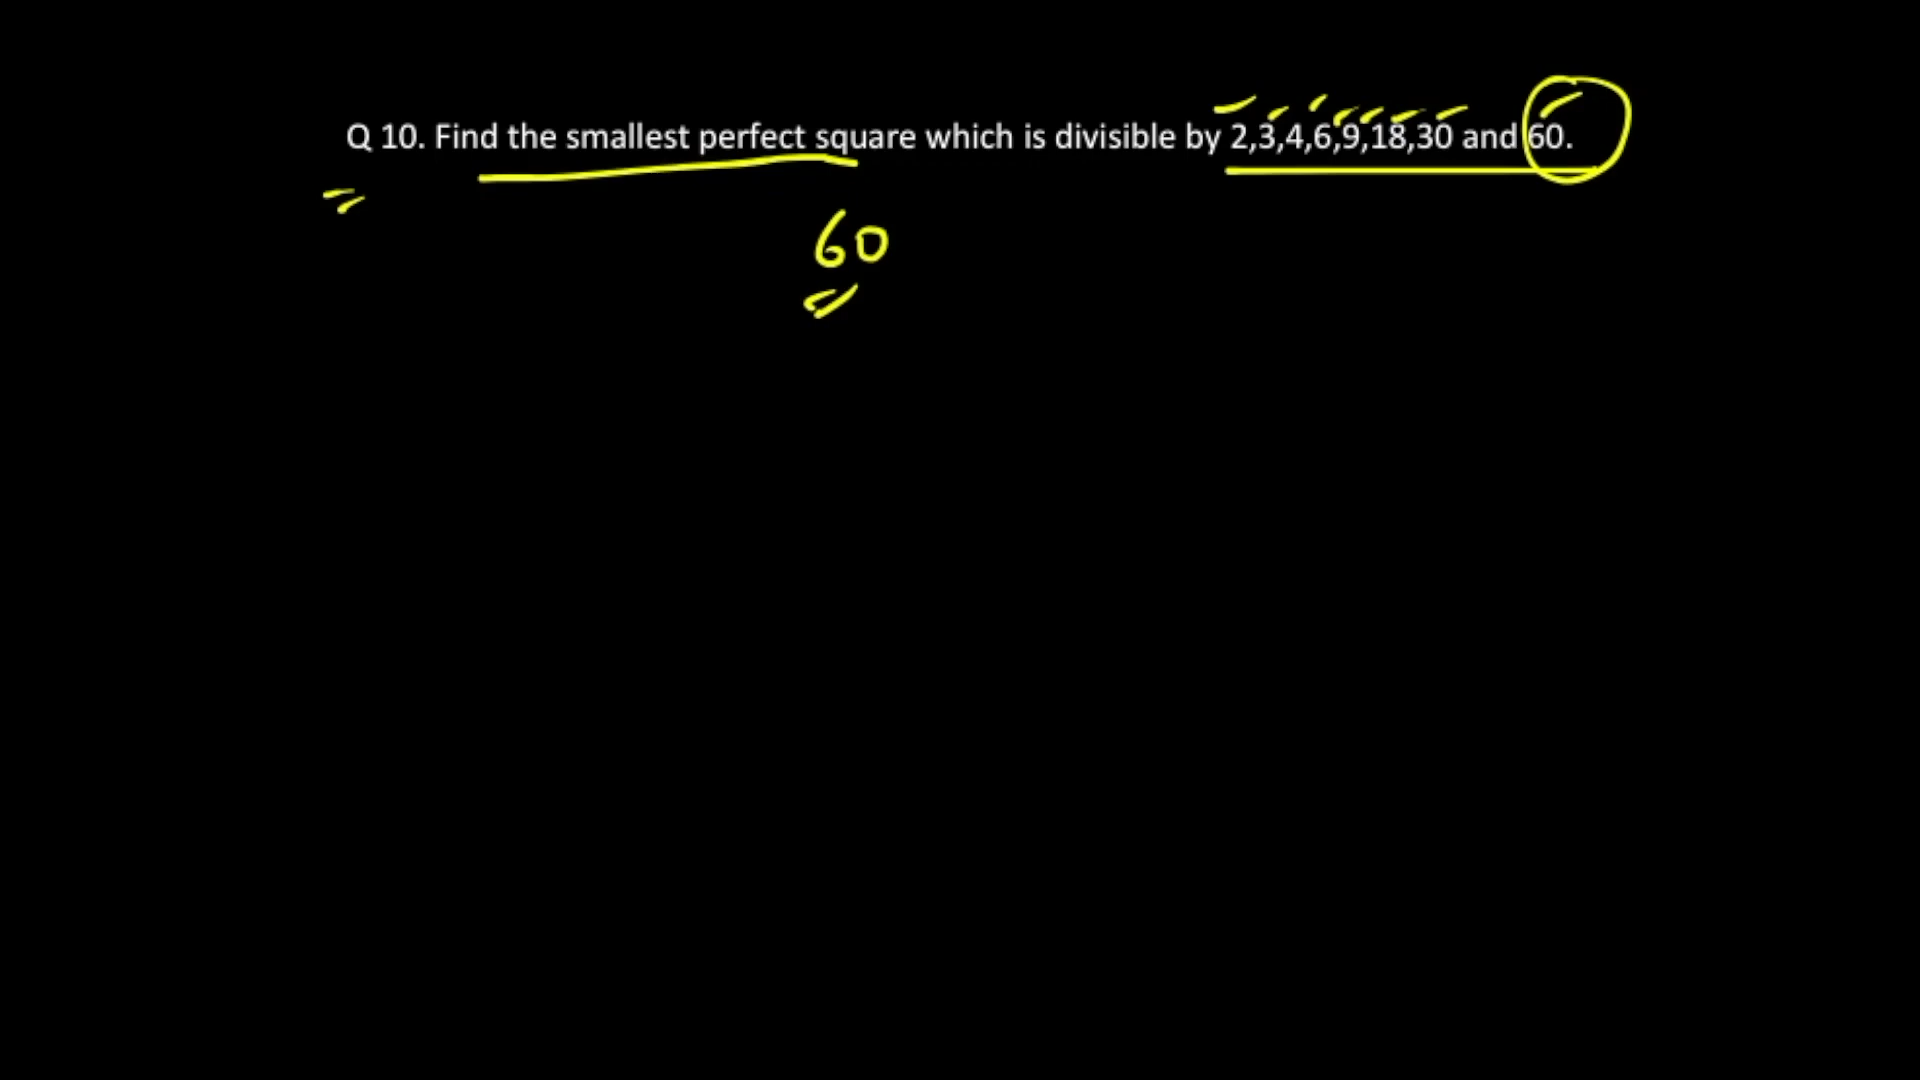 Q 10. Find the smallest perfect square which is divisible by 2,3,4,6,9,18,30 and 60.
60